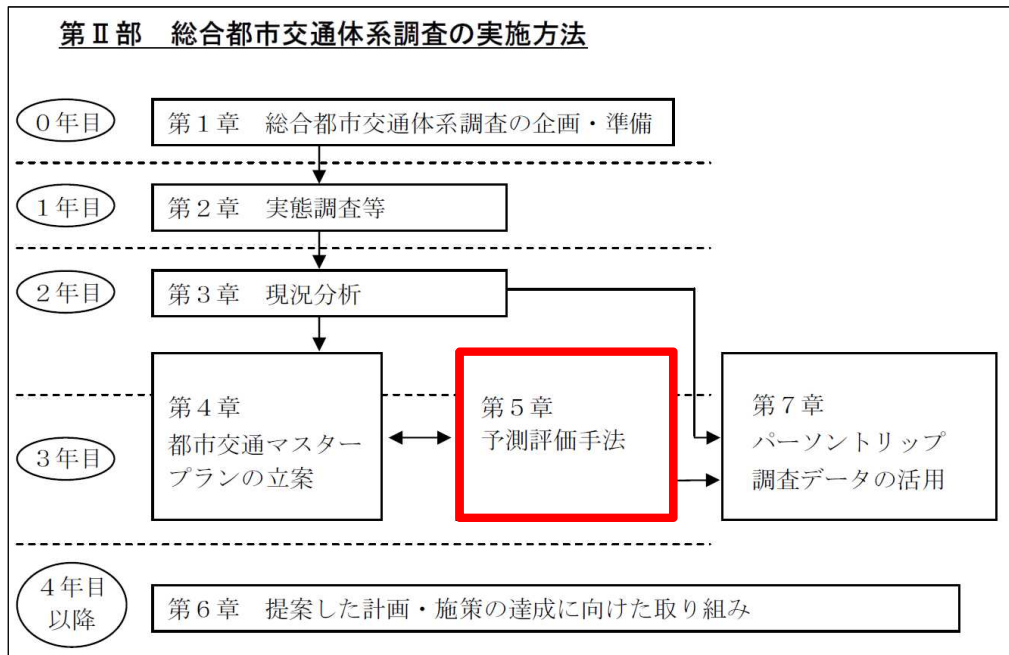 第Ⅱ部　総合都市交通体系調査の実施方法
０年目
第１章　総合都市交通体系調査の企画・準備
１年目
第２章　実態調査等
２年目
第３章　現況分析
３年目
第４章
都市交通マスター
プランの立案
第５章
予測評価手法
第７章
パーソントリップ
調査データの活用
４年目
以降
第６章　提案した計画・施策の達成に向けた取り組み